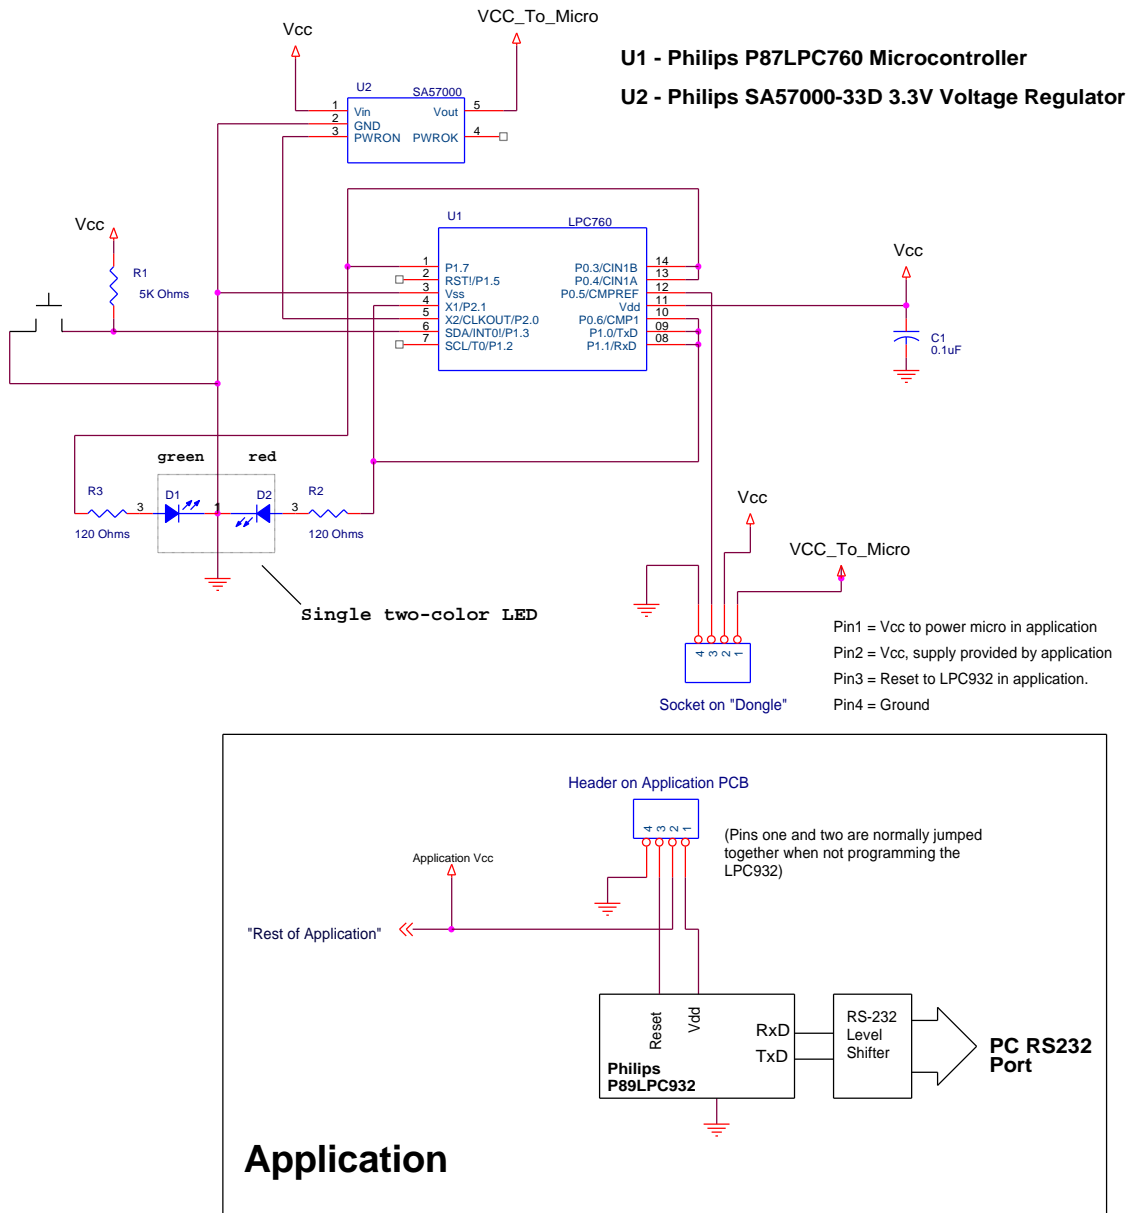 VCC_To_Micro
Vcc
U1 - Philips P87LPC760 Microcontroller
U2 - Philips SA57000-33D 3.3V Voltage Regulator
U2
SA57000
1
Vin
Vout
5
2
GND
3
PWRON
PWROK
4
U1
LPC760
1
P1.7
P0.3/CIN1B
14
2
RST!/P1.5
P0.4/CIN1A
13
3
Vss
P0.5/CMPREF
12
4
X1/P2.1
Vdd
11
5
X2/CLKOUT/P2.0
P0.6/CMP1
10
6
SDA/INT0!/P1.3
P1.0/TxD
09
7
SCL/T0/P1.2
P1.1/RxD
08
Vcc
R1
5K Ohms
Vcc
C1
0.1uF
green
red
R3
3
D1
1
D2
3
R2
120 Ohms
120 Ohms
Single two-color LED
Vcc
VCC_To_Micro
4
3
2
1
Socket on "Dongle"
Pin1 = Vcc to power micro in application
Pin2 = Vcc, supply provided by application
Pin3 = Reset to LPC932 in application.
Pin4 = Ground
Header on Application PCB
4
3
2
1
(Pins one and two are normally jumped
together when not programming the
LPC932)
Application Vcc
"Rest of Application"
Reset
Vdd
RxD
TxD
Philips
P89LPC932
RS-232
Level
Shifter
PC RS232
Port
Application